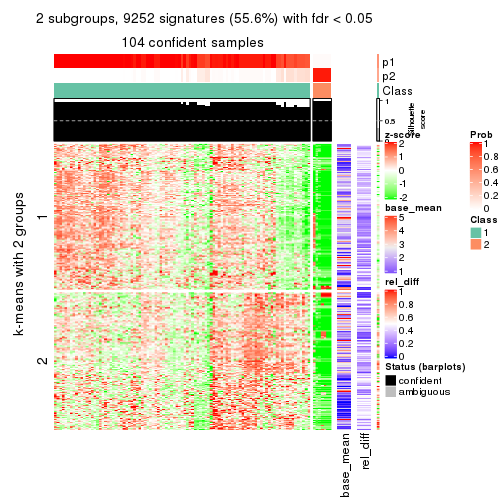 2 subgroups, 9252 signatures (55.6%) with fdr < 0.05
104 confident samples
p1
p2
Class
1
0.5
0
Silhouette
score
k-means with 2 groups
1
2
base_mean
rel_diff
z-score
2
1
0
-1
-2
base_mean
5
4
3
2
1
rel_diff
1
0.8
0.6
0.4
0.2
0
Status (barplots)
confident
ambiguous
Prob
1
0.8
0.6
0.4
0.2
0
Class
1
2